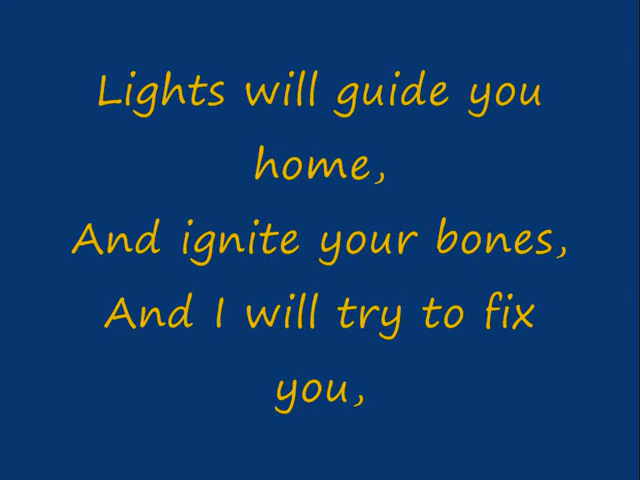 Lights will guide you
home,
And ignite your bones,
And I will try to fix
you,